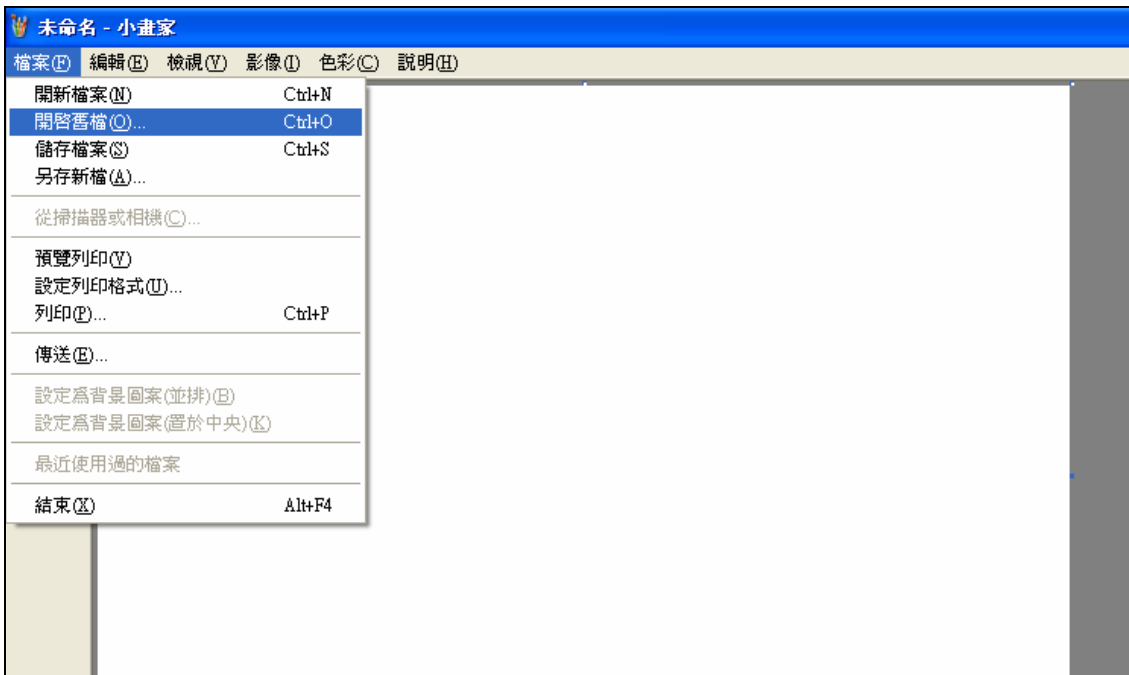 未命名 - 小畫家
檔案(F) 編輯(E) 檢視(V) 影像(I) 色彩(C) 說明(H)
開新檔案(N) Ctrl+N
開啓舊檔(O)... Ctrl+O
儲存檔案(S) Ctrl+S
另存新檔(A)...
從掃描器或相機(C)...
預覽列印(V)
設定列印格式(U)...
列印(P)... Ctrl+P
傳送(E)...
設定爲背景圖案(並排)(B)
設定爲背景圖案(置於中央)(K)
最近使用過的檔案
結束(X) Alt+F4